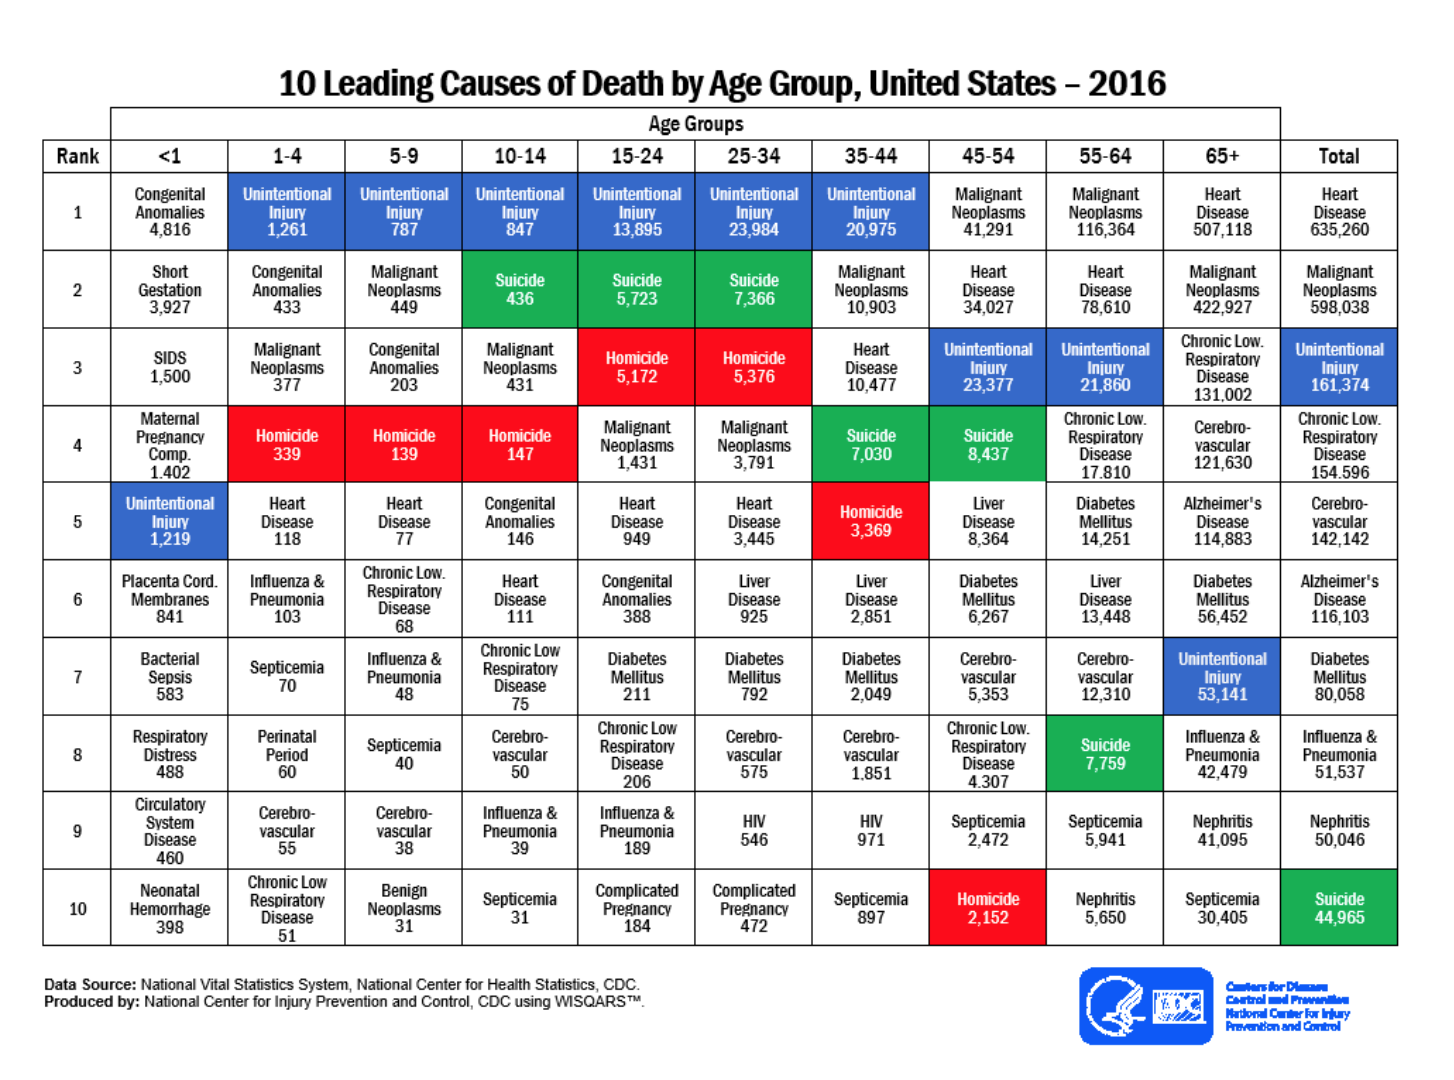 10 Leading Causes of Death by Age Group, United States – 2016
Age Groups
Rank
<1
1-4
5-9
10-14
15-24
25-34
35-44
45-54
55-64
65+
Total
1
Congenital
Anomalies
4,816
Unintentional
Injury
1,261
Unintentional
Injury
787
Unintentional
Injury
847
Unintentional
Injury
13,895
Unintentional
Injury
23,984
Unintentional
Injury
20,975
Malignant
Neoplasms
41,291
Malignant
Neoplasms
116,364
Heart
Disease
507,118
Heart
Disease
635,260
2
Short
Gestation
3,927
Congenital
Anomalies
433
Malignant
Neoplasms
449
Suicide
436
Suicide
5,723
Suicide
7,366
Malignant
Neoplasms
10,903
Heart
Disease
34,027
Heart
Disease
78,610
Malignant
Neoplasms
422,927
Malignant
Neoplasms
598,038
3
SIDS
1,500
Malignant
Neoplasms
377
Congenital
Anomalies
203
Malignant
Neoplasms
431
Homicide
5,172
Homicide
5,376
Heart
Disease
10,477
Unintentional
Injury
23,377
Unintentional
Injury
21,860
Chronic Low.
Respiratory
Disease
131,002
Unintentional
Injury
161,374
4
Maternal
Pregnancy
Comp.
1.402
Homicide
339
Homicide
139
Homicide
147
Malignant
Neoplasms
1,431
Malignant
Neoplasms
3,791
Suicide
7,030
Suicide
8,437
Chronic Low.
Respiratory
Disease
17.810
Cerebro-
vascular
121,630
Chronic Low.
Respiratory
Disease
154.596
5
Unintentional
Injury
1,219
Heart
Disease
118
Heart
Disease
77
Congenital
Anomalies
146
Heart
Disease
949
Heart
Disease
3,445
Homicide
3,369
Liver
Disease
8,364
Diabetes
Mellitus
14,251
Alzheimer's
Disease
114,883
Cerebro-
vascular
142,142
6
Placenta Cord.
Membranes
841
Influenza &
Pneumonia
103
Chronic Low.
Respiratory
Disease
68
Heart
Disease
111
Congenital
Anomalies
388
Liver
Disease
925
Liver
Disease
2,851
Diabetes
Mellitus
6,267
Liver
Disease
13,448
Diabetes
Mellitus
56,452
Alzheimer's
Disease
116,103
7
Bacterial
Sepsis
583
Septicemia
70
Influenza &
Pneumonia
48
Chronic Low
Respiratory
Disease
75
Diabetes
Mellitus
211
Diabetes
Mellitus
792
Diabetes
Mellitus
2,049
Cerebro-
vascular
5,353
Cerebro-
vascular
12,310
Unintentional
Injury
53,141
Diabetes
Mellitus
80,058
8
Respiratory
Distress
488
Perinatal
Period
60
Septicemia
40
Cerebro-
vascular
50
Chronic Low
Respiratory
Disease
206
Cerebro-
vascular
575
Cerebro-
vascular
1,851
Chronic Low.
Respiratory
Disease
4.307
Suicide
7,759
Influenza &
Pneumonia
42,479
Influenza &
Pneumonia
51,537
9
Circulatory
System
Disease
460
Cerebro-
vascular
55
Cerebro-
vascular
38
Influenza &
Pneumonia
39
Influenza &
Pneumonia
189
HIV
546
HIV
971
Septicemia
2,472
Septicemia
5,941
Nephritis
41,095
Nephritis
50,046
10
Neonatal
Hemorrhage
398
Chronic Low
Respiratory
Disease
51
Benign
Neoplasms
31
Septicemia
31
Complicated
Pregnancy
184
Complicated
Pregnancy
472
Septicemia
897
Homicide
2,152
Nephritis
5,650
Septicemia
30,405
Suicide
44,965
Data Source: National Vital Statistics System, National Center for Health Statistics, CDC.
Produced by: National Center for Injury Prevention and Control, CDC using WISQARS™.
CDC
Centers for Disease
Control and Prevention
National Center for Injury
Prevention and Control